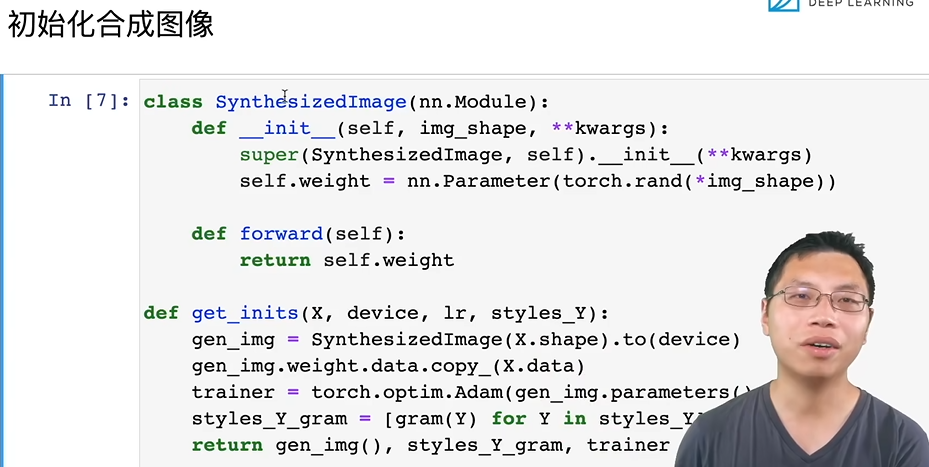 DEEP LEARNING
初始化合成图像
In [7]:
class SynthesizedImage(nn.Module):
def __init__(self, img_shape, **kwargs):
super(SynthesizedImage, self).__init__(**kwargs)
self.weight = nn.Parameter(torch.rand(*img_shape))
def forward(self):
return self.weight
def get_inits(X, device, lr, styles_Y):
gen_img = SynthesizedImage(X.shape).to(device)
gen_img.weight.data.copy_(X.data)
trainer = torch.optim.Adam(gen_img.parameters()
styles_Y_gram = [gram(Y) for Y in styles_Y
return gen_img(), styles_Y_gram, trainer